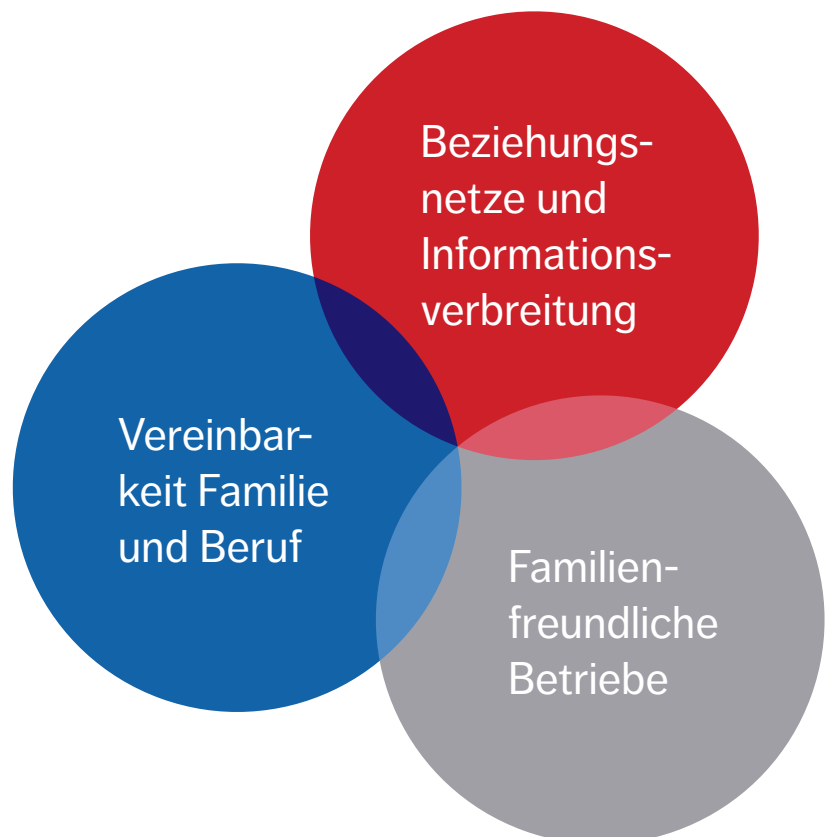 Beziehungs-
netze und
Informations-
verbreitung
Vereinbar-
keit Familie
und Beruf
Familien-
freundliche
Betriebe